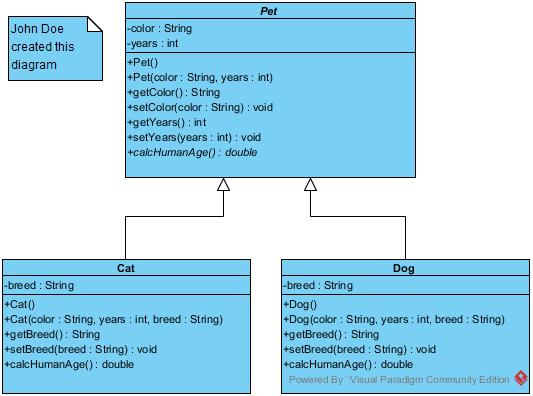 John Doe
created this
diagram
Pet
-color : String
-years : int
+Pet()
+Pet(color : String, years : int)
+getColor() : String
+setColor(color : String) : void
+getYears() : int
+setYears(years : int) : void
+calcHumanAge() : double
Cat
-breed : String
+Cat()
+Cat(color : String, years : int, breed : String)
+getBreed() : String
+setBreed(breed : String) : void
+calcHumanAge() : double
Dog
-breed : String
+Dog()
+Dog(color : String, years : int, breed : String)
+getBreed() : String
+setBreed(breed : String) : void
+calcHumanAge() : double
Powered By Visual Paradigm Community Edition